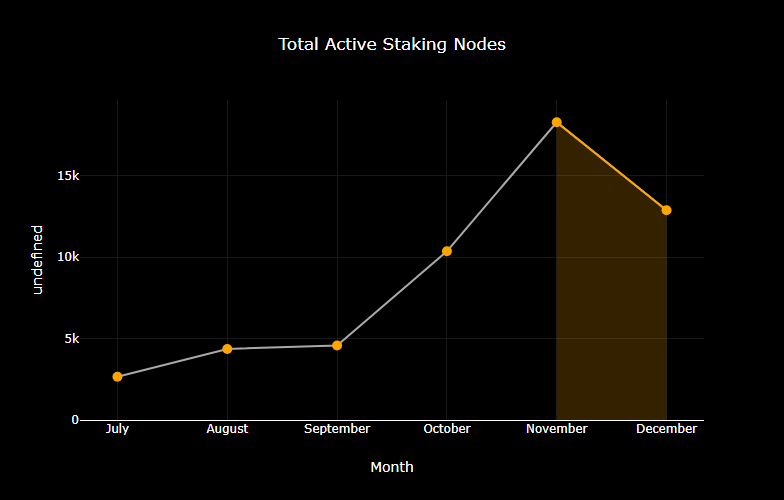 Total Active Staking Nodes
undefined
15k
10k
5k
0
July August September October November December
Month